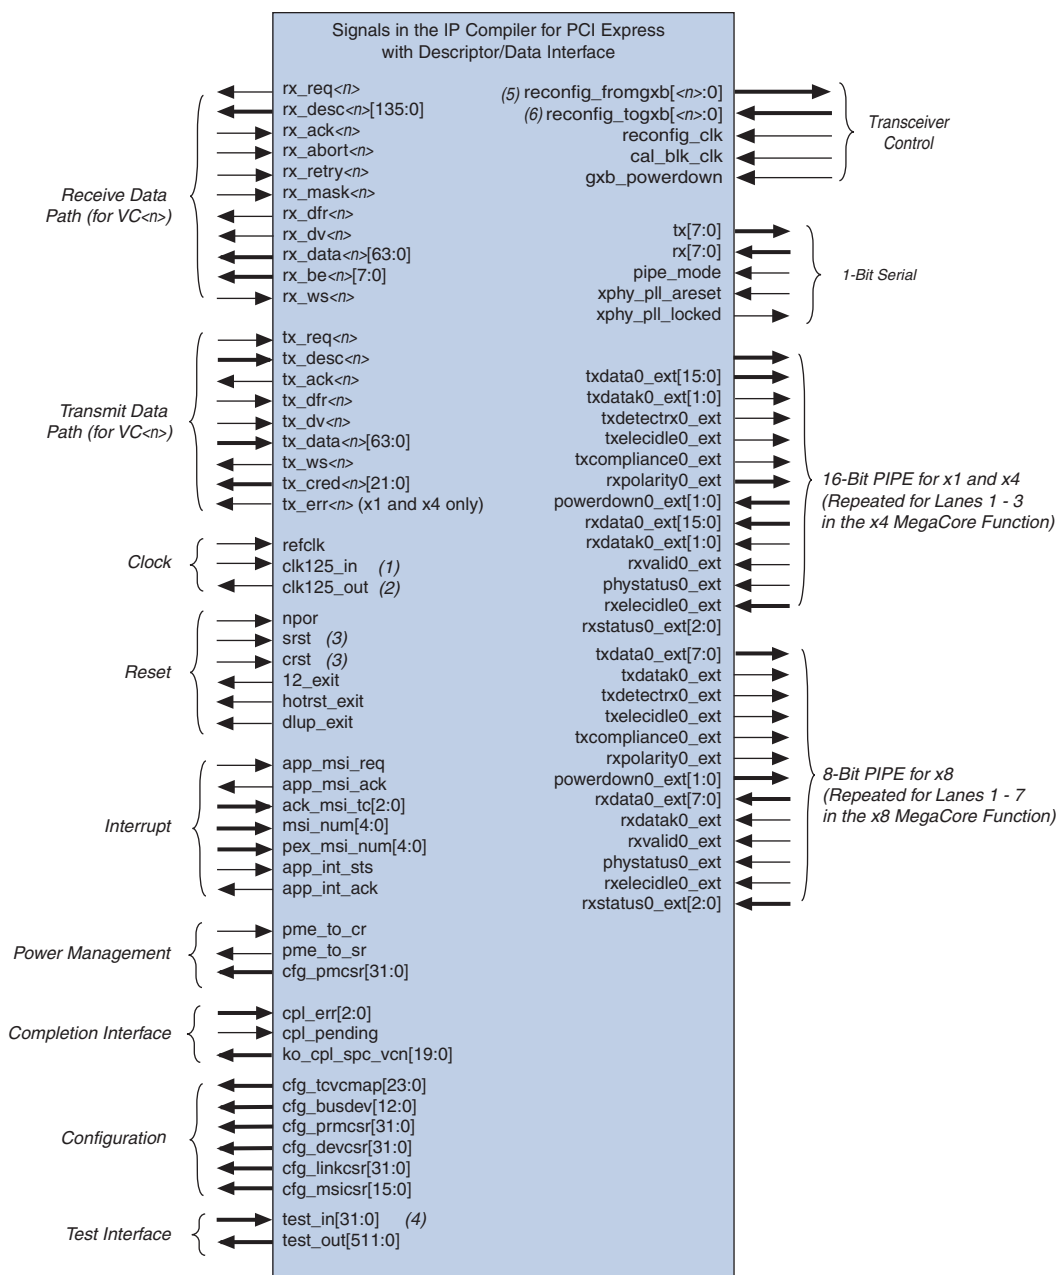 Signals in the IP Compiler for PCI Express
with Descriptor/Data Interface
Receive Data
Path (for VC<n>)
rx_req<n>
rx_desc<n>[135:0]
rx_ack<n>
rx_abort<n>
rx_retry<n>
rx_mask<n>
rx_dfr<n>
rx_dv<n>
rx_data<n>[63:0]
rx_be<n>[7:0]
rx_ws<n>
Transmit Data
Path (for VC<n>)
tx_req<n>
tx_desc<n>
tx_ack<n>
tx_dfr<n>
tx_dv<n>
tx_data<n>[63:0]
tx_ws<n>
tx_cred<n>[21:0]
tx_err<n> (x1 and x4 only)
Clock
refclk
clk125_in (1)
clk125_out (2)
Reset
npor
srst (3)
crst (3)
12_exit
hotrst_exit
dlup_exit
Interrupt
app_msi_req
app_msi_ack
ack_msi_tc[2:0]
msi_num[4:0]
pex_msi_num[4:0]
app_int_sts
app_int_ack
Power Management
pme_to_cr
pme_to_sr
cfg_pmcsr[31:0]
Completion Interface
cpl_err[2:0]
cpl_pending
ko_cpl_spc_vcn[19:0]
Configuration
cfg_tcvcmap[23:0]
cfg_busdev[12:0]
cfg_prmcsr[31:0]
cfg_devcsr[31:0]
cfg_linkcsr[31:0]
cfg_msicsr[15:0]
Test Interface
test_in[31:0] (4)
test_out[511:0]
(5) reconfig_fromgxb[<n>:0]
(6) reconfig_togxb[<n>:0]
reconfig_clk
cal_blk_clk
gxb_powerdown
Transceiver
Control
tx[7:0]
rx[7:0]
pipe_mode
xphy_pll_areset
xphy_pll_locked
1-Bit Serial
txdata0_ext[15:0]
txdatak0_ext[1:0]
txdetectrx0_ext
txelecidle0_ext
txcompliance0_ext
rxpolarity0_ext
powerdown0_ext[1:0]
rxdata0_ext[15:0]
rxdatak0_ext[1:0]
rxvalid0_ext
phystatus0_ext
rxelecidle0_ext
rxstatus0_ext[2:0]
16-Bit PIPE for x1 and x4
(Repeated for Lanes 1 - 3
in the x4 MegaCore Function)
txdata0_ext[7:0]
txdatak0_ext
txdetectrx0_ext
txelecidle0_ext
txcompliance0_ext
rxpolarity0_ext
powerdown0_ext[1:0]
rxdata0_ext[7:0]
rxdatak0_ext
rxvalid0_ext
phystatus0_ext
rxelecidle0_ext
rxstatus0_ext[2:0]
8-Bit PIPE for x8
(Repeated for Lanes 1 - 7
in the x8 MegaCore Function)